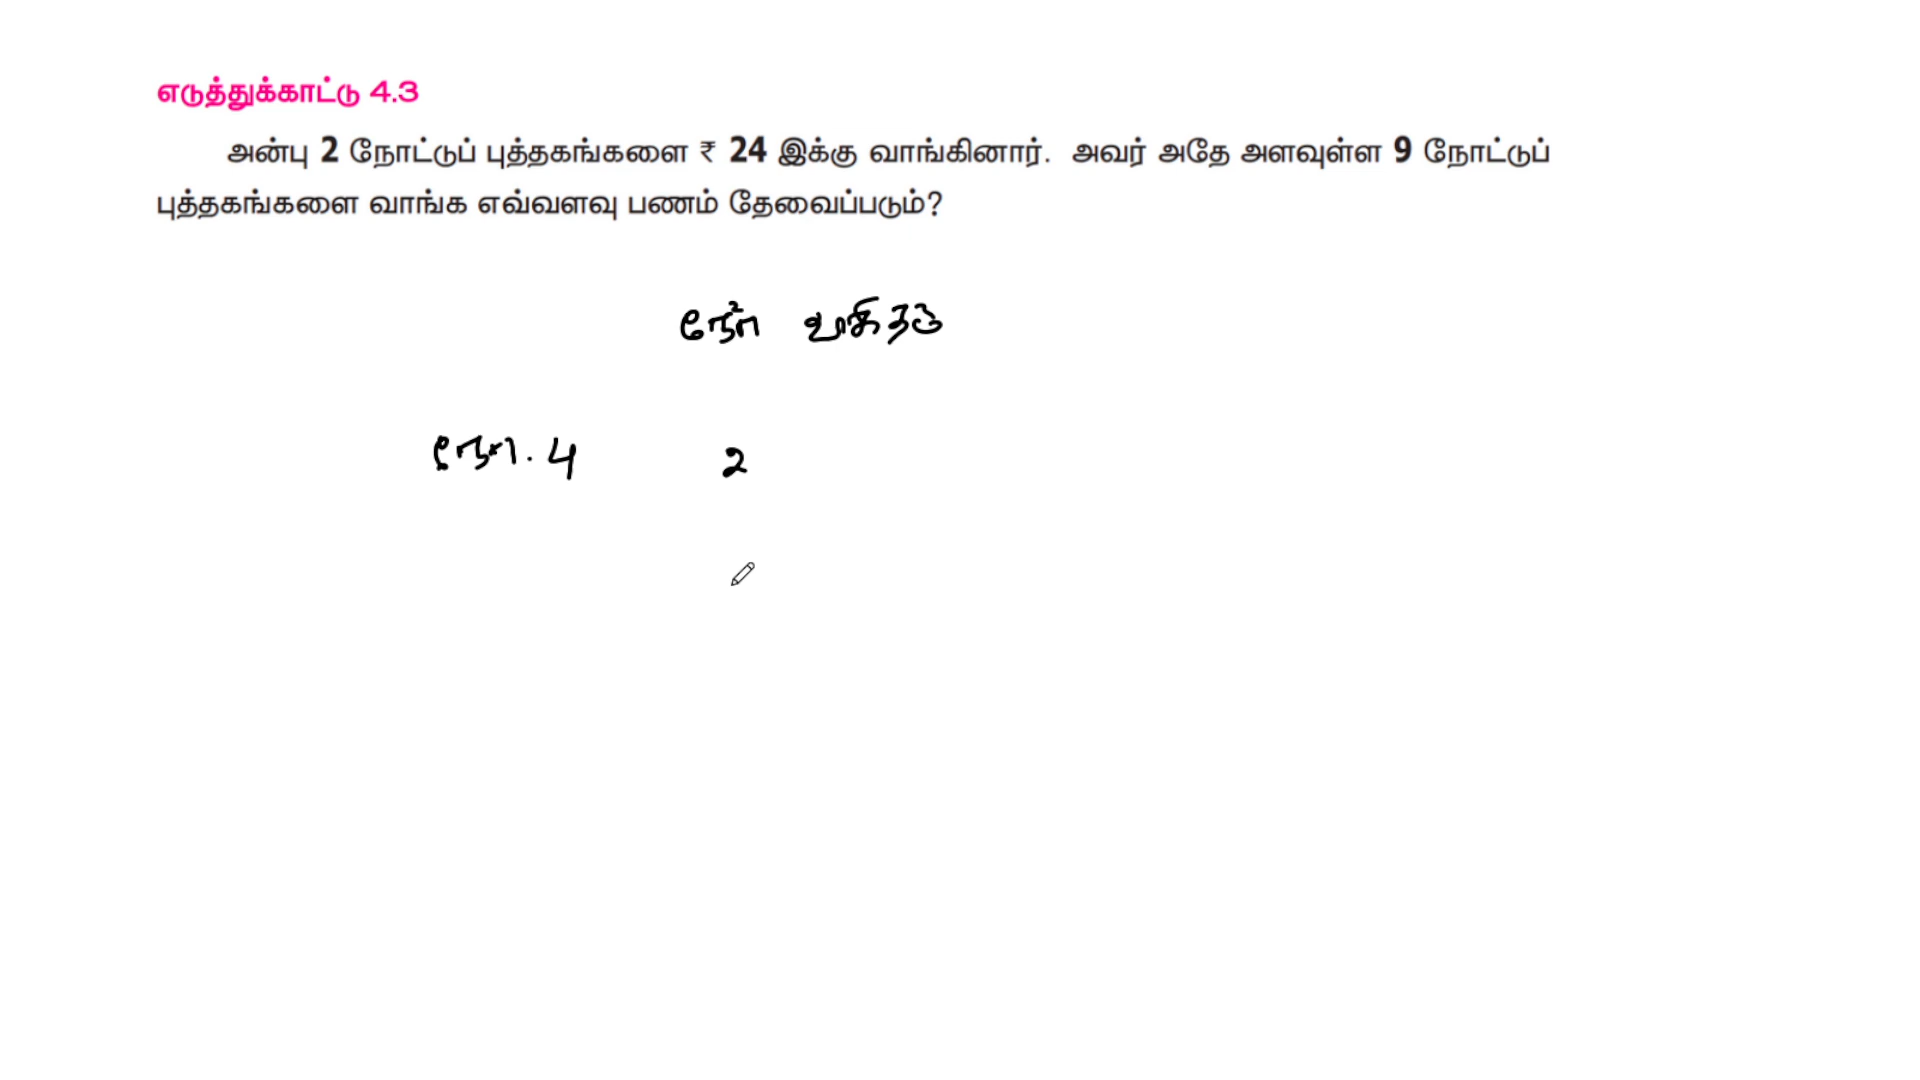 எடுத்துக்காட்டு 4.3
அன்பு 2 நோட்டுப் புத்தகங்களை ₹ 24 இக்கு வாங்கினார். அவர் அதே அளவுள்ள 9 நோட்டுப்
புத்தகங்களை வாங்க எவ்வளவு பணம் தேவைப்படும்?
நேர் மாறல்
நோ. பு 2